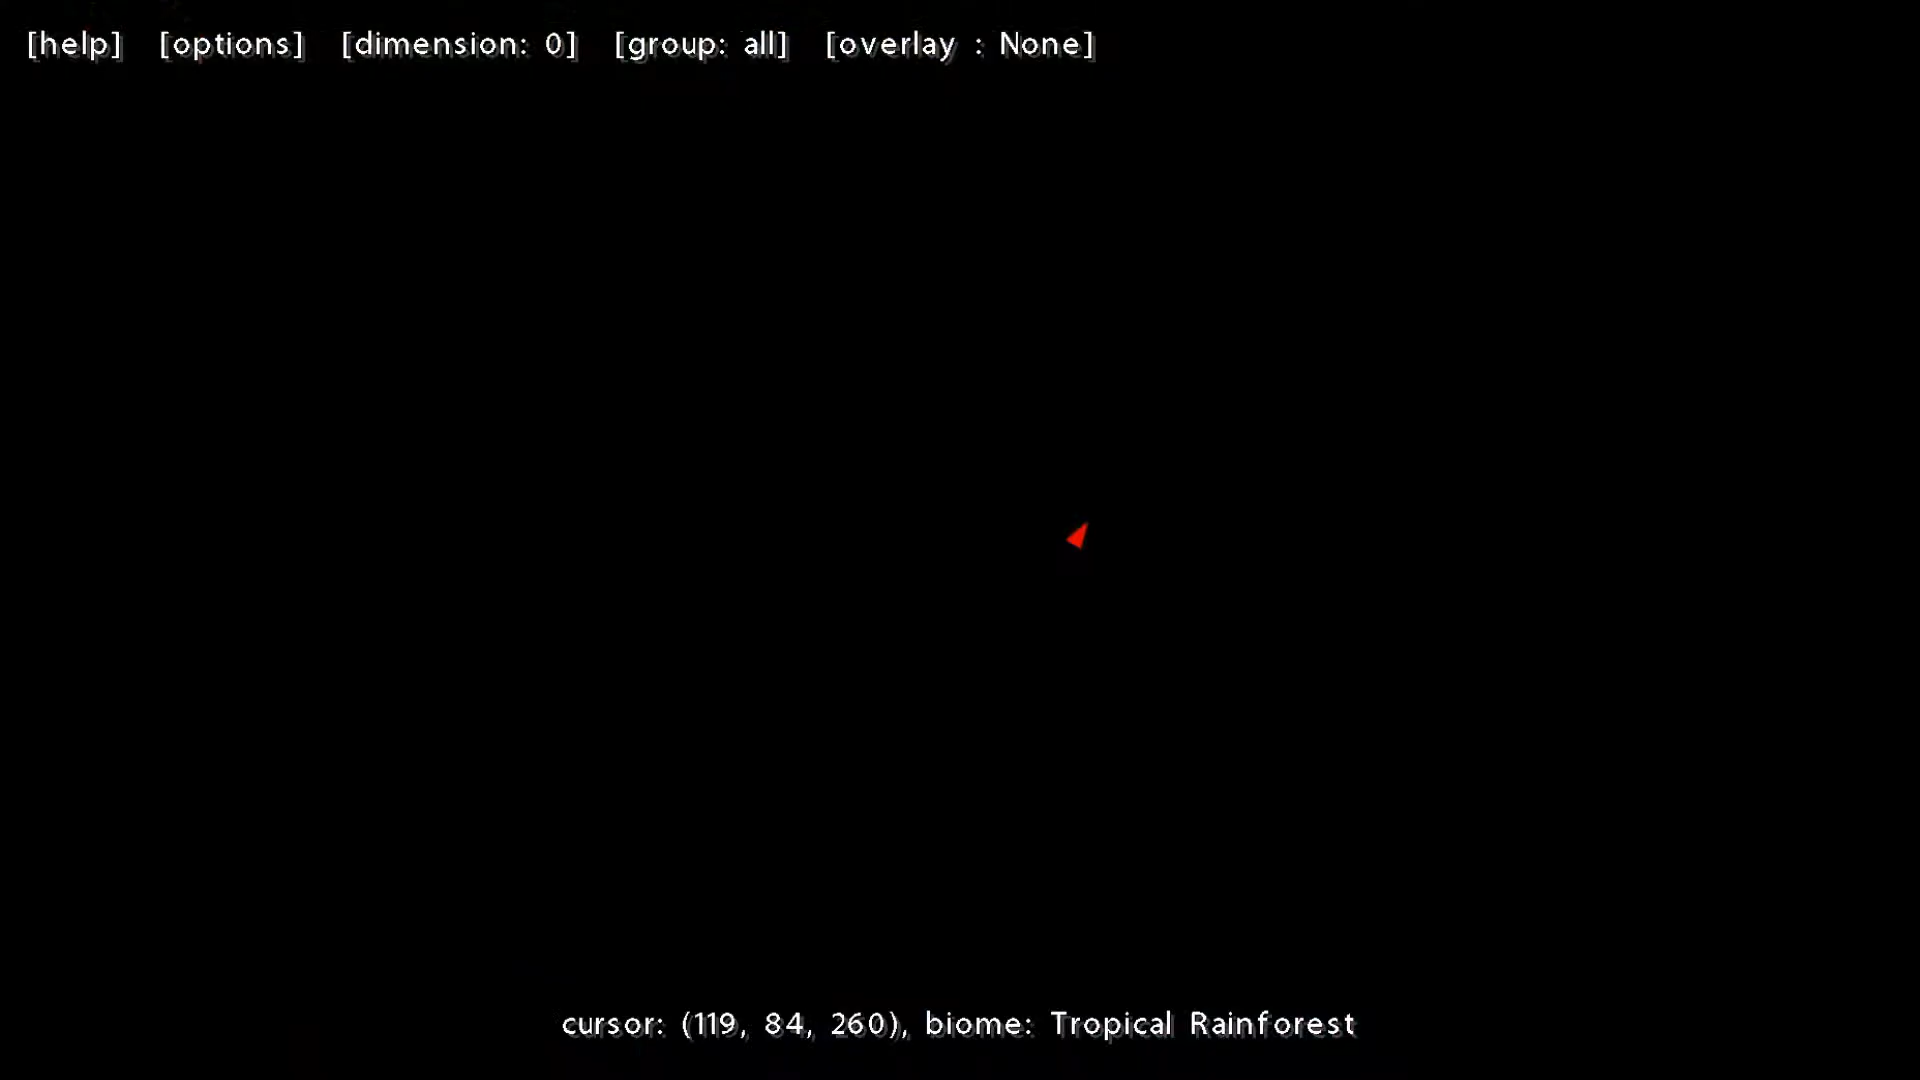 [help] [options] [dimension: 0] [group: all] [overlay : None]
cursor: (119, 84, 260), biome: Tropical Rainforest